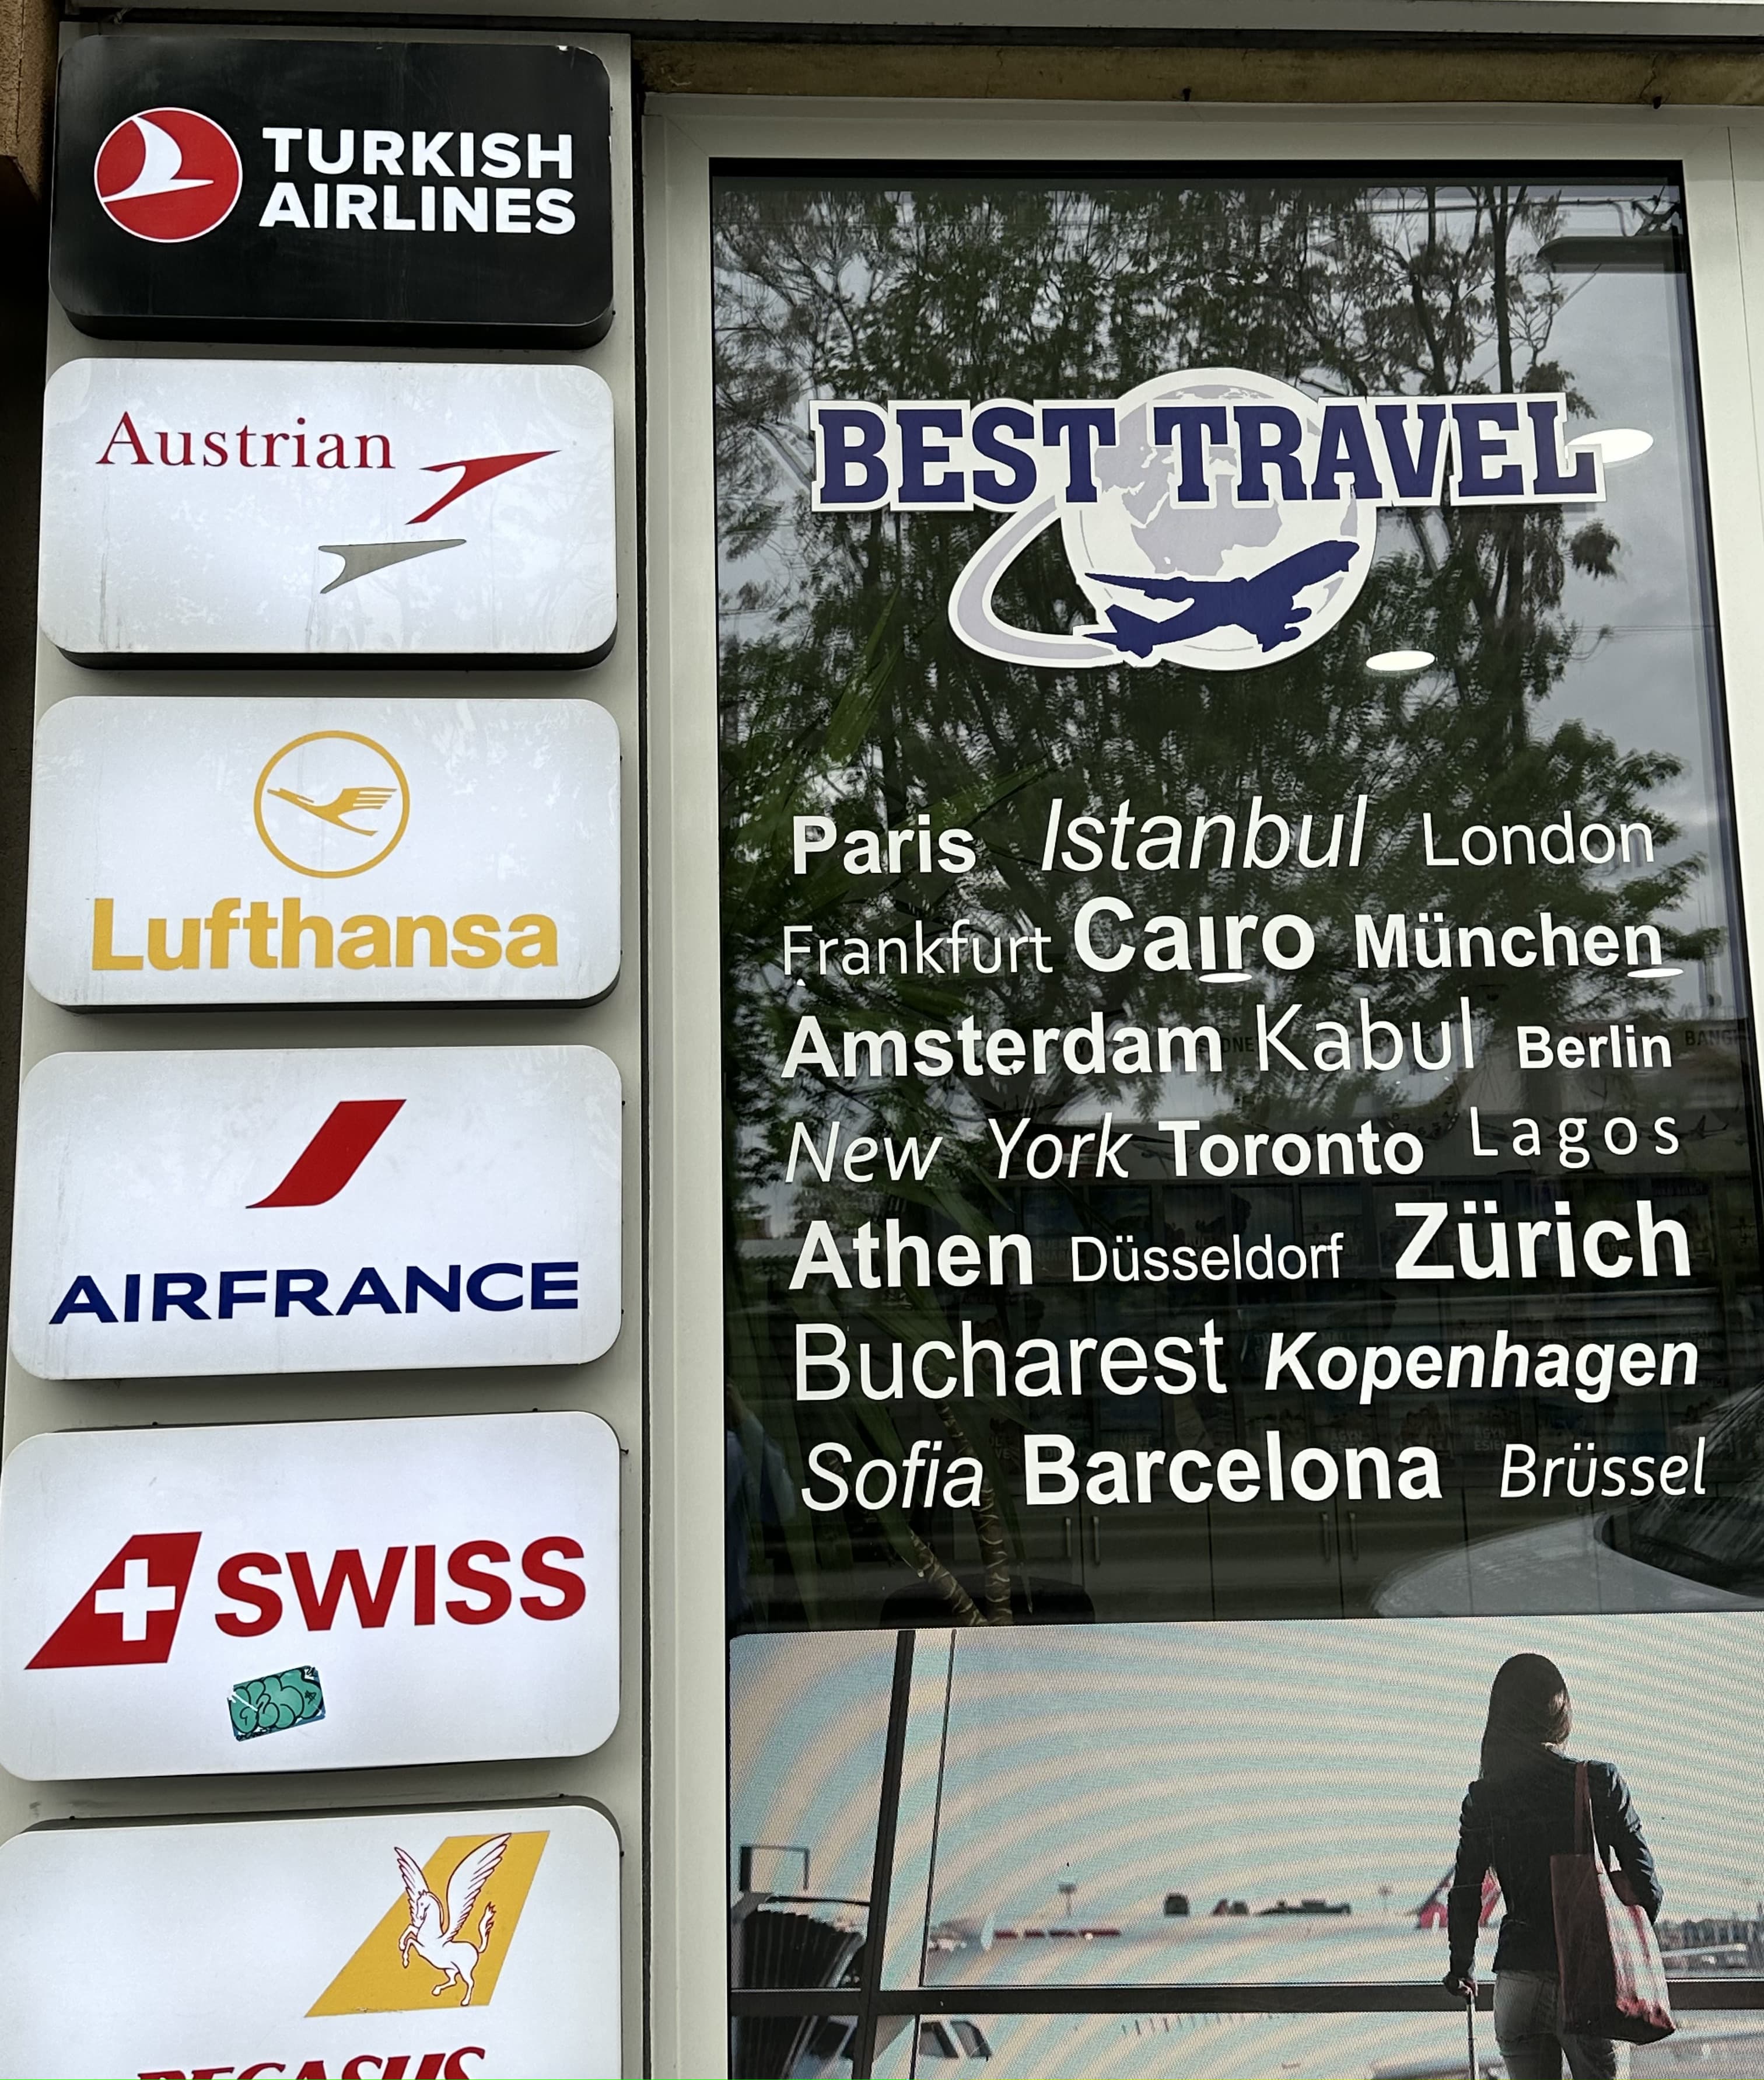 TURKISH
AIRLINES
Austrian
Lufthansa
AIRFRANCE
SWISS
PEGASUS
BEST TRAVEL
Paris Istanbul London
Frankfurt Cairo München
Amsterdam Kabul Berlin
New York Toronto Lagos
Athen Düsseldorf Zürich
Bucharest Kopenhagen
Sofia Barcelona Brüssel